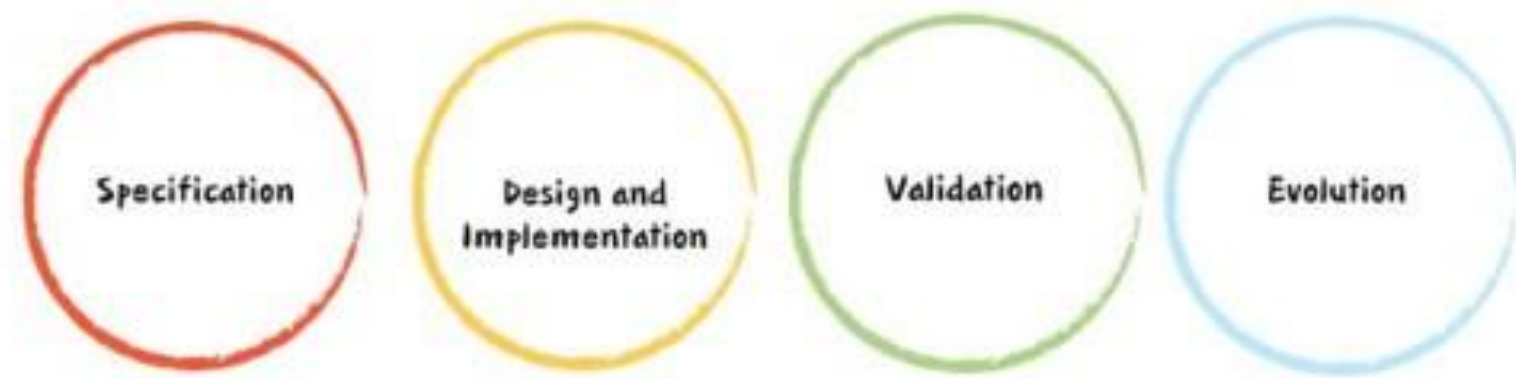 Specification
Design and
Implementation
Validation
Evolution